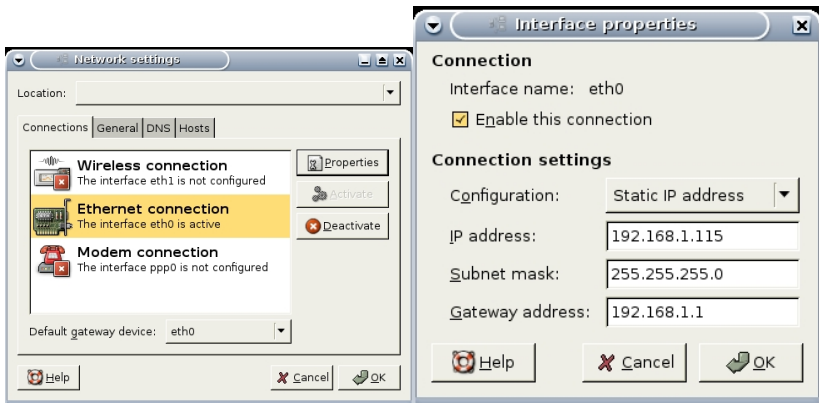 Network settings
Location:
Connections General DNS Hosts
Wireless connection
The interface eth1 is not configured
Ethernet connection
The interface eth0 is active
Modem connection
The interface ppp0 is not configured
Properties
Activate
Deactivate
Default gateway device: eth0
Help Cancel OK
Interface properties
Connection
Interface name: eth0
Enable this connection
Connection settings
Configuration: Static IP address
IP address: 192.168.1.115
Subnet mask: 255.255.255.0
Gateway address: 192.168.1.1
Help Cancel OK